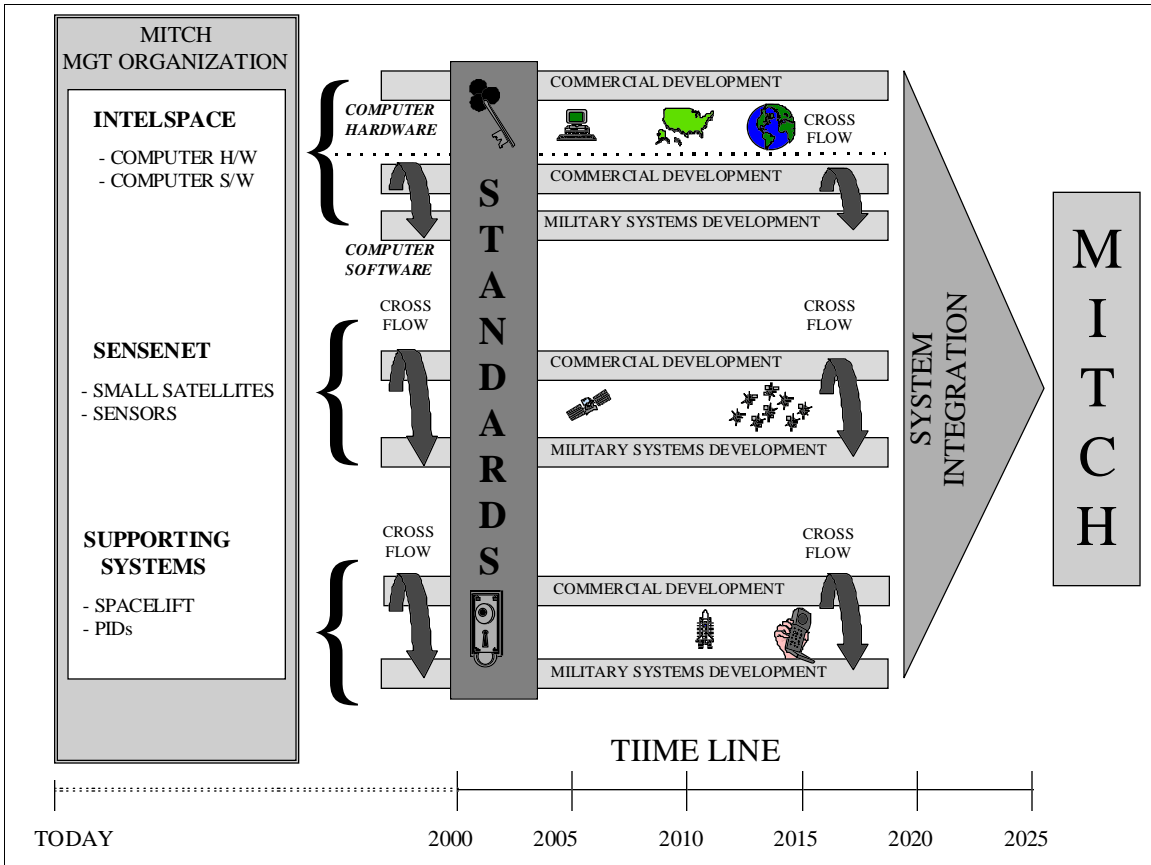 MITCH
MGT ORGANIZATION
INTELSPACE
- COMPUTER H/W
- COMPUTER S/W
SENSENET
- SMALL SATELLITES
- SENSORS
SUPPORTING
SYSTEMS
- SPACELIFT
- PIDs
COMPUTER
HARDWARE
COMPUTER
SOFTWARE
STANDARDS
COMMERCIAL DEVELOPMENT
CROSS
FLOW
COMMERCIAL DEVELOPMENT
MILITARY SYSTEMS DEVELOPMENT
CROSS
FLOW
CROSS
FLOW
COMMERCIAL DEVELOPMENT
MILITARY SYSTEMS DEVELOPMENT
CROSS
FLOW
CROSS
FLOW
COMMERCIAL DEVELOPMENT
MILITARY SYSTEMS DEVELOPMENT
SYSTEM
INTEGRATION
MITCH
TIIME LINE
TODAY 2000 2005 2010 2015 2020 2025